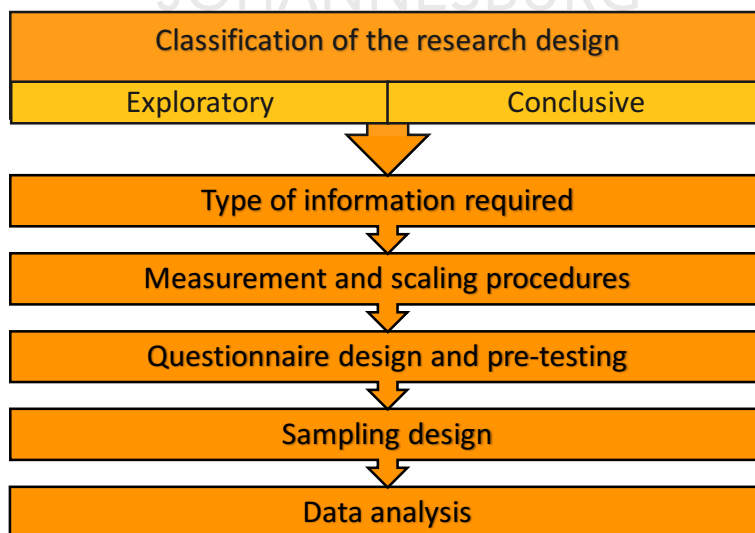 JOHANNESBURG
Classification of the research design
Exploratory
Conclusive
Type of information required
Measurement and scaling procedures
Questionnaire design and pre-testing
Sampling design
Data analysis